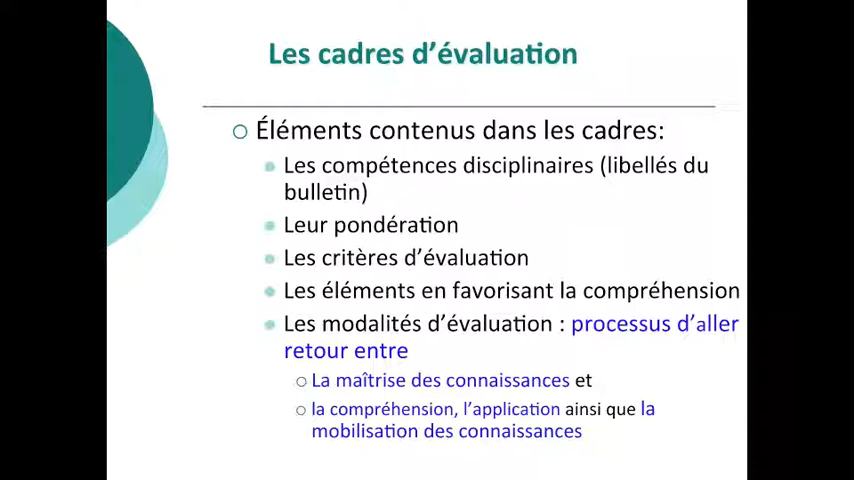 Les cadres d’évaluation
Éléments contenus dans les cadres:
Les compétences disciplinaires (libellés du
bulletin)
Leur pondération
Les critères d’évaluation
Les éléments en favorisant la compréhension
Les modalités d’évaluation : processus d’aller
retour entre
La maîtrise des connaissances et
la compréhension, l’application ainsi que la
mobilisation des connaissances